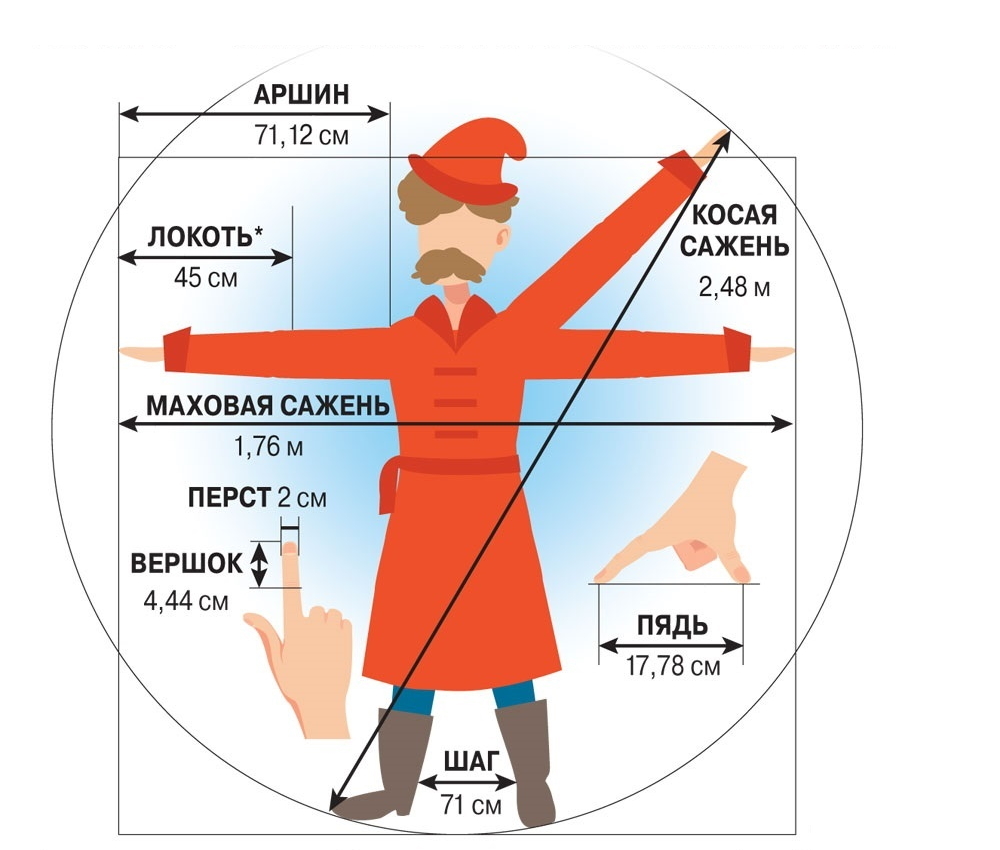 АРШИН
71,12 см
ЛОКОТЬ*
45 см
КОСАЯ
САЖЕНЬ
2,48 м
МАХОВАЯ САЖЕНЬ
1,76 м
ПЕРСТ 2 см
ВЕРШОК
4,44 см
ПЯДЬ
17,78 см
ШАГ
71 см